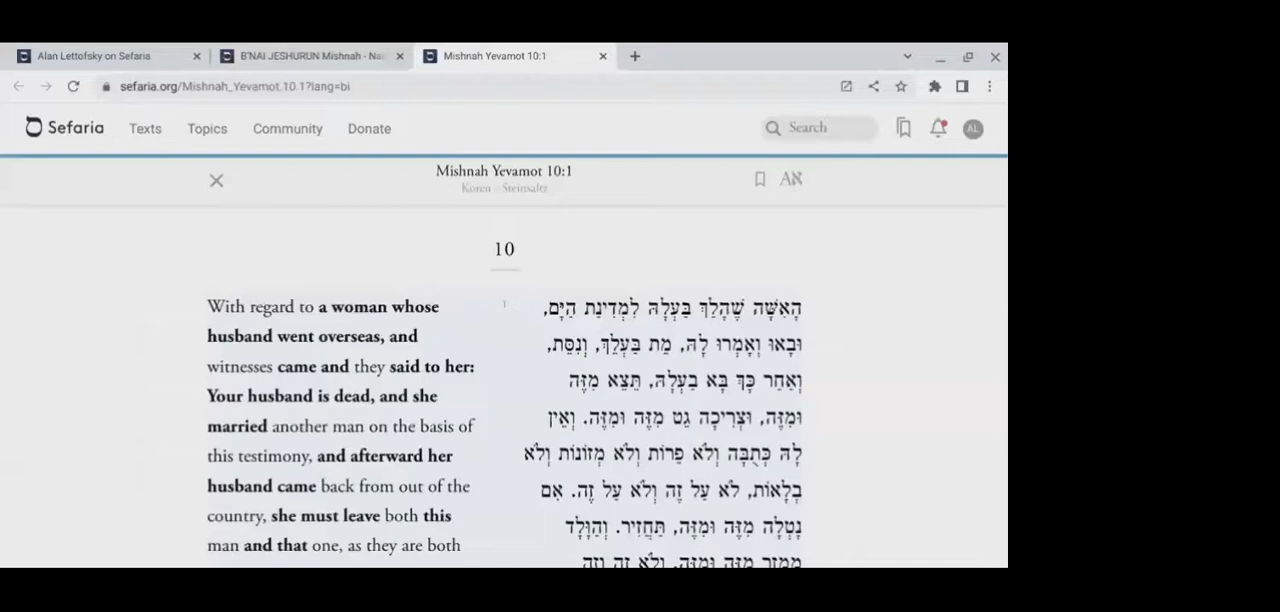 Alan Lettofsky on Sefaria
B'NAI JESHURUN Mishnah - Na
Mishnah Yevamot 10:1
sefaria.org/Mishnah_Yevamot.10.1?lang=bi
Sefaria
Texts
Topics
Community
Donate
Search
AL
Mishnah Yevamot 10:1
Koren - Steinsaltz
Aא
10
With regard to a woman whose
husband went overseas, and
witnesses came and they said to her:
Your husband is dead, and she
married another man on the basis of
this testimony, and afterward her
husband came back from out of the
country, she must leave both this
man and that one, as they are both
1
הָאִשָּׁה שֶׁהָלַךְ בַּעְלָהּ לִמְדִינַת הַיָּם,
וּבָאוּ וְאָמְרוּ לָהּ, מֵת בַּעְלֵךְ, וְנִסֵּת,
וְאַחַר כָּךְ בָּא בַעְלָהּ, תֵּצֵא מִזֶּה
וּמִזֶּה, וּצְרִיכָה גֵט מִזֶּה וּמִזֶּה. וְאֵין
לָהּ כְּתֻבָּה וְלֹא פֵרוֹת וְלֹא מְזוֹנוֹת וְלֹא
בְלָאוֹת, לֹא עַל זֶה וְלֹא עַל זֶה. אִם
נָטְלָה מִזֶּה וּמִזֶּה, תַּחֲזִיר. וְהַוָּלָד
מַמְזֵר מִזֶּה וּמִזֶּה. וְלֹא זֶה וָזֶה